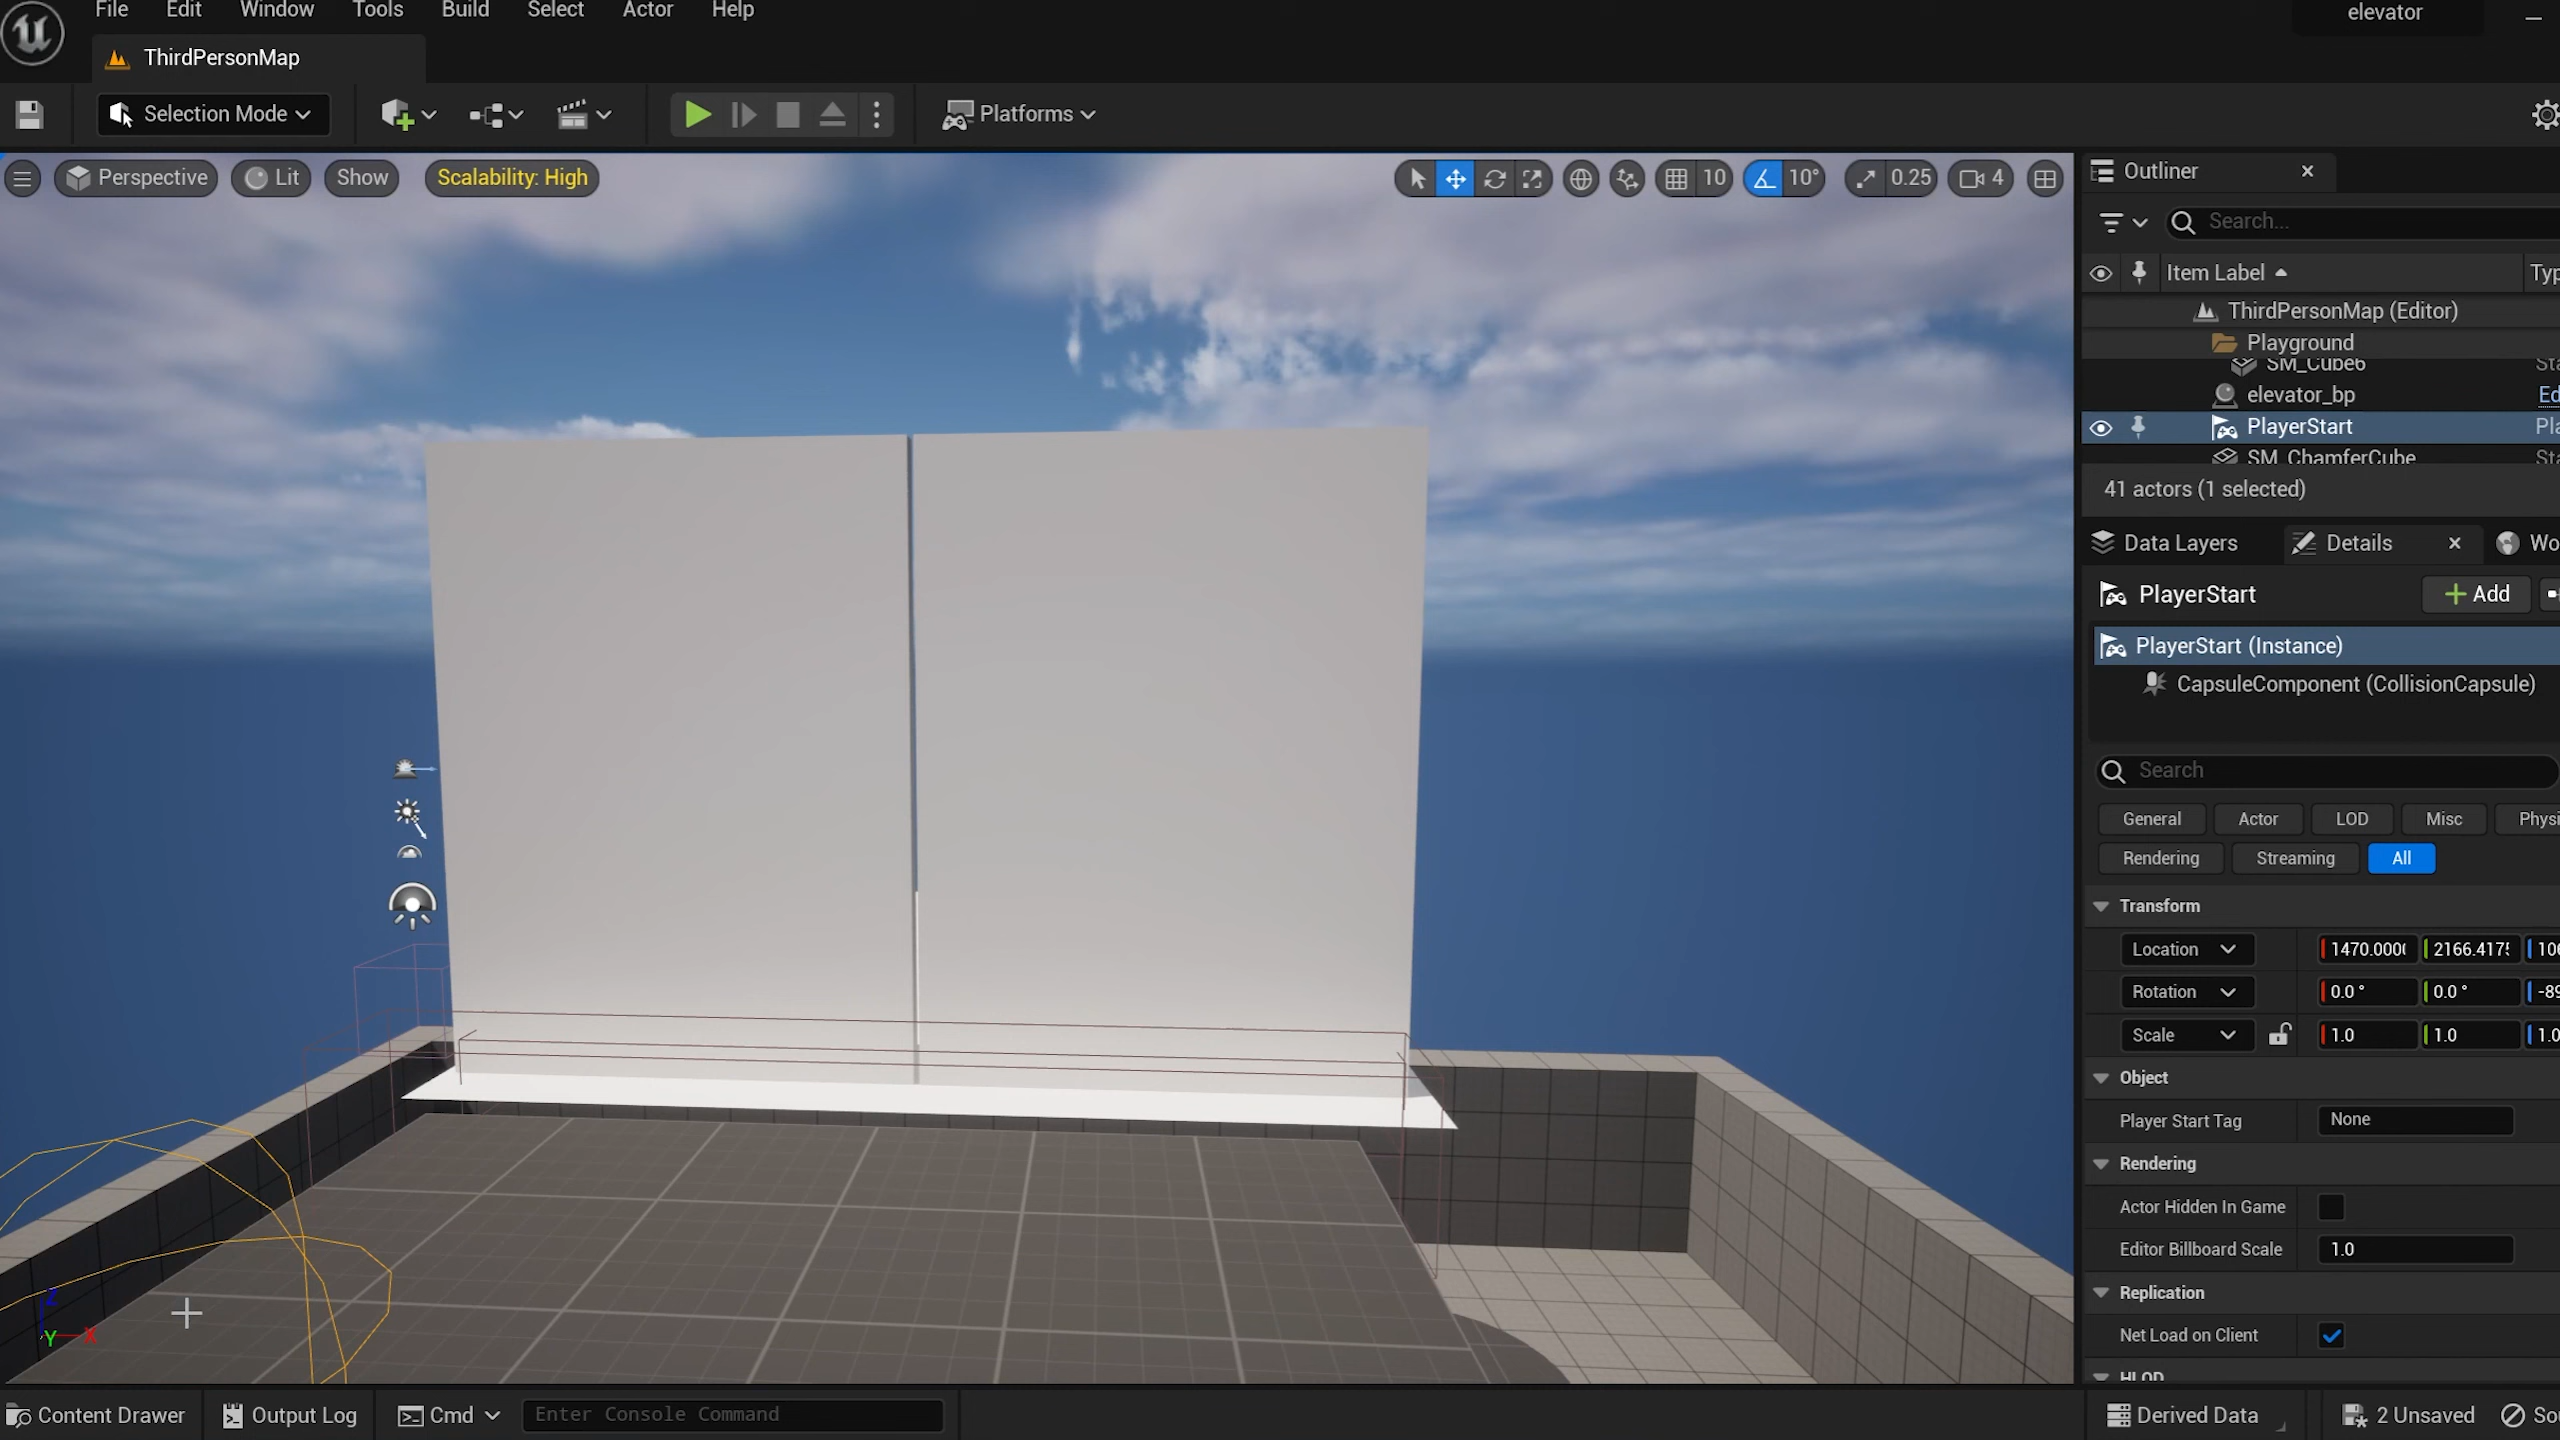 File Edit Window Tools Build Select Actor Help
elevator
ThirdPersonMap
Selection Mode
Platforms
Perspective Lit Show Scalability: High
10 10° 0.25 4
Outliner
Search...
Item Label Typ
ThirdPersonMap (Editor)
Playground
SM_Cube6 Sta
elevator_bp Ed
PlayerStart Pla
SM_ChamferCube Sta
41 actors (1 selected)
Data Layers Details Wo
PlayerStart Add
PlayerStart (Instance)
CapsuleComponent (CollisionCapsule)
Search
General Actor LOD Misc Physi
Rendering Streaming All
Transform
Location 1470.000 2166.417 10
Rotation 0.0 ° 0.0 ° -89
Scale 1.0 1.0 1.0
Object
Player Start Tag None
Rendering
Actor Hidden In Game
Editor Billboard Scale 1.0
Replication
Net Load on Client
HLOD
Z
Y X
Content Drawer Output Log Cmd Enter Console Command Derived Data 2 Unsaved Sou